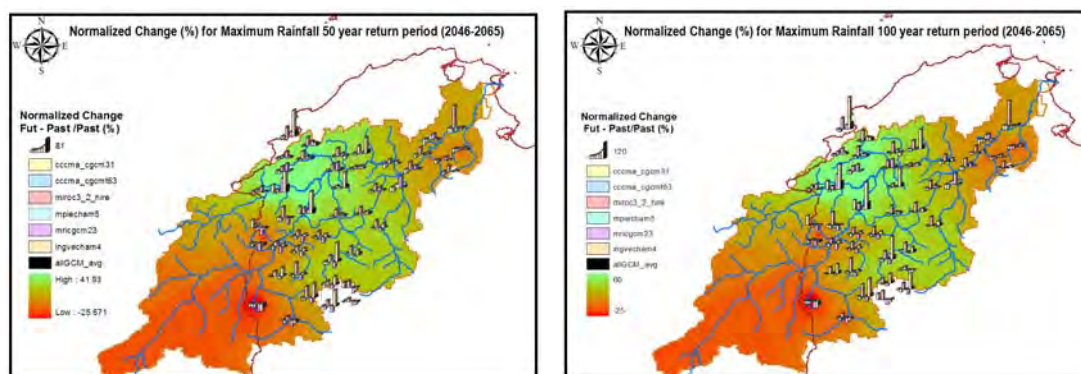 Normalized Change (%) for Maximum Rainfall 50 year return period (2046-2065)
N
W
E
S
Normalized Change
Fut - Past /Past (%)
81
cccma_cgcm31
cccma_cgcmt63
miroc3_2_hire
mpiecham5
mricgcm23
ingvecham4
allGCM_avg
High : 41.93
Low : -25.671
Normalized Change (%) for Maximum Rainfall 100 year return period (2046-2065)
N
W
E
S
Normalized Change
Fut - Past/Past (%)
120
cccma_cgcm31
cccma_cgcmt63
miroc3_2_hire
mpiecham5
mricgcm23
ingvecham4
allGCM_avg
60
-25